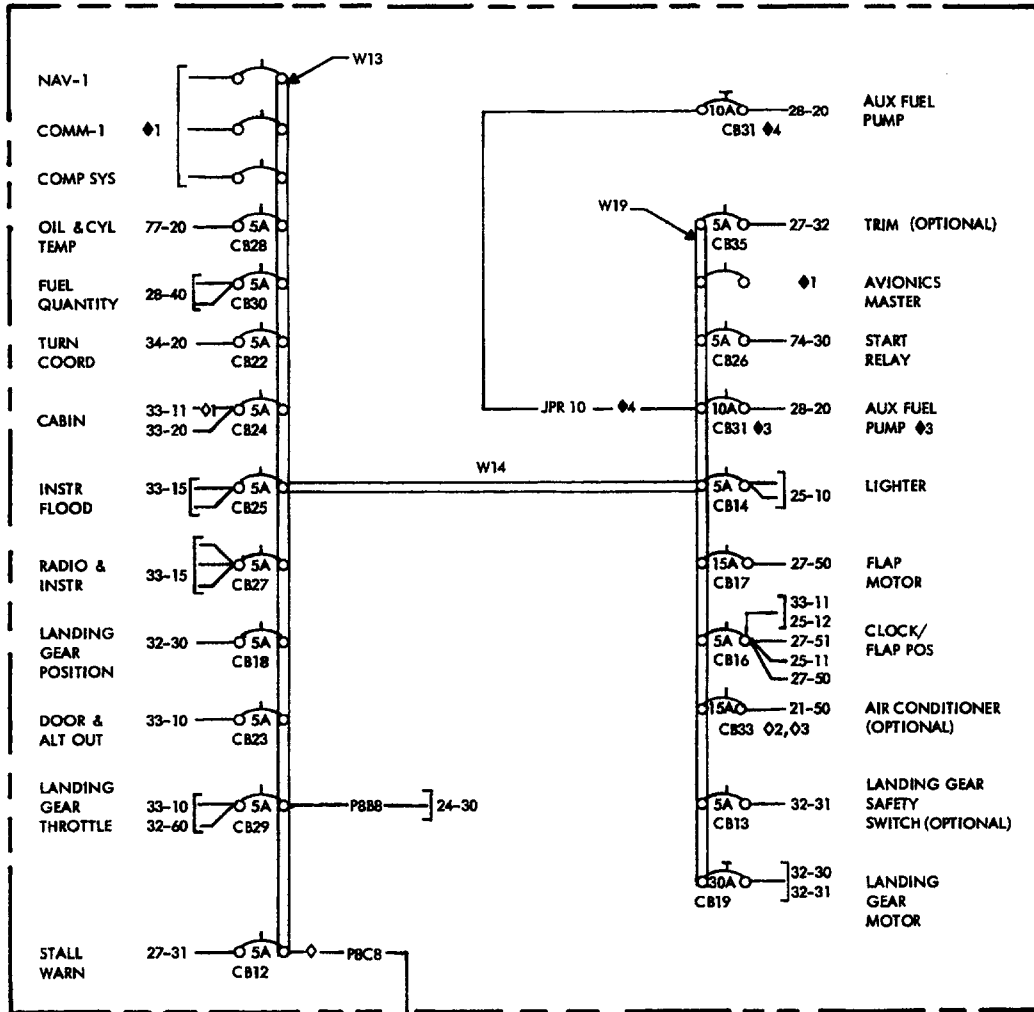 W13
NAV-1
COMM-1 ♦1
COMP SYS
OIL & CYL 77-20 5A
TEMP CB28
FUEL 28-40 5A
QUANTITY CB30
TURN 34-20 5A
COORD CB22
CABIN 33-11 ◊1 5A
33-20 CB24
INSTR 33-15 5A
FLOOD CB25
RADIO & 33-15 5A
INSTR CB27
LANDING 32-30 5A
GEAR CB18
POSITION
DOOR & 33-10 5A
ALT OUT CB23
LANDING
GEAR 33-10 5A P8B8 24-30
THROTTLE 32-60 CB29
STALL 27-31 5A ◊ P8C8
WARN CB12
W14
JPR 10 ♦4
10A 28-20 AUX FUEL
CB31 ♦4 PUMP
W19
5A 27-32 TRIM (OPTIONAL)
CB35
♦1 AVIONICS
MASTER
5A 74-30 START
CB26 RELAY
10A 28-20 AUX FUEL
CB31 ♦3 PUMP ♦3
5A 25-10 LIGHTER
CB14
15A 27-50 FLAP
CB17 MOTOR
33-11
25-12
5A 27-51 CLOCK/
CB16 25-11 FLAP POS
27-50
15A 21-50 AIR CONDITIONER
CB33 ◊2,◊3 (OPTIONAL)
5A 32-31 LANDING GEAR
CB13 SAFETY
SWITCH (OPTIONAL)
30A 32-30 LANDING
CB19 32-31 GEAR
MOTOR